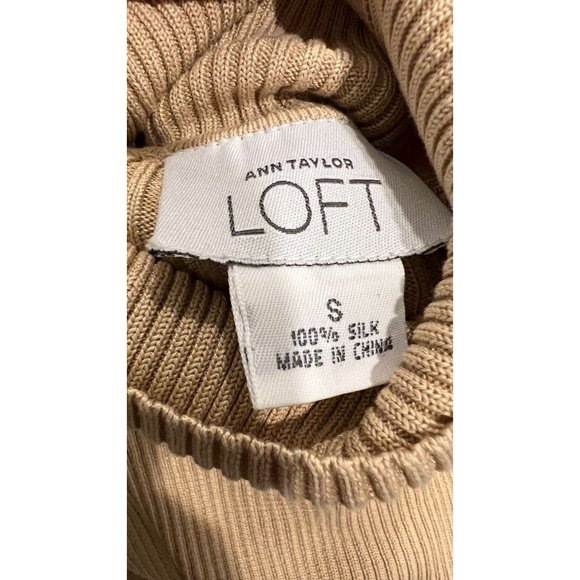 ANN TAYLOR
LOFT
S
100% SILK
MADE IN CHINA